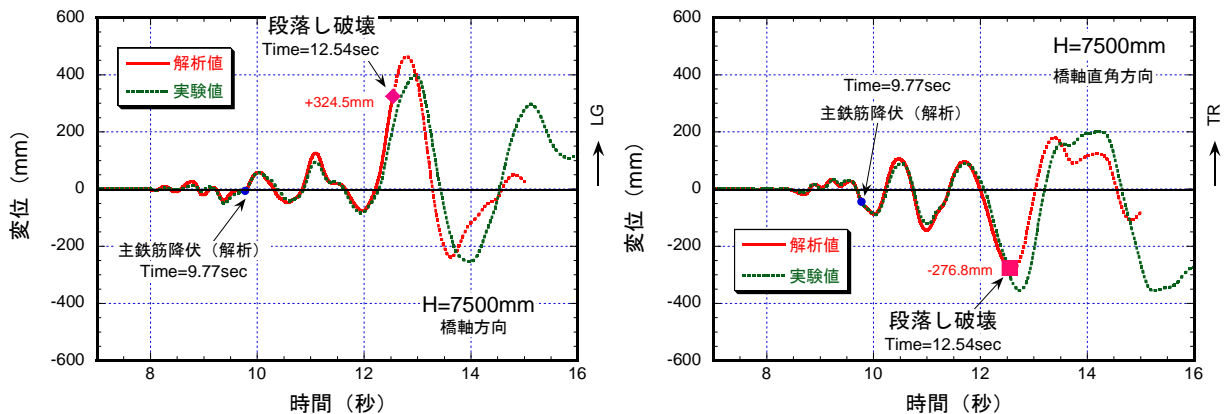 600
400
200
0
-200
-400
-600
変位（mm）
解析値
実験値
段落し破壊
Time=12.54sec
+324.5mm
主鉄筋降伏（解析）
Time=9.77sec
H=7500mm
橋軸方向
8
10
12
14
16
時間（秒）
LG
600
400
200
0
-200
-400
-600
変位（mm）
H=7500mm
橋軸直角方向
Time=9.77sec
主鉄筋降伏（解析）
解析値
実験値
-276.8mm
段落し破壊
Time=12.54sec
8
10
12
14
16
時間（秒）
TR